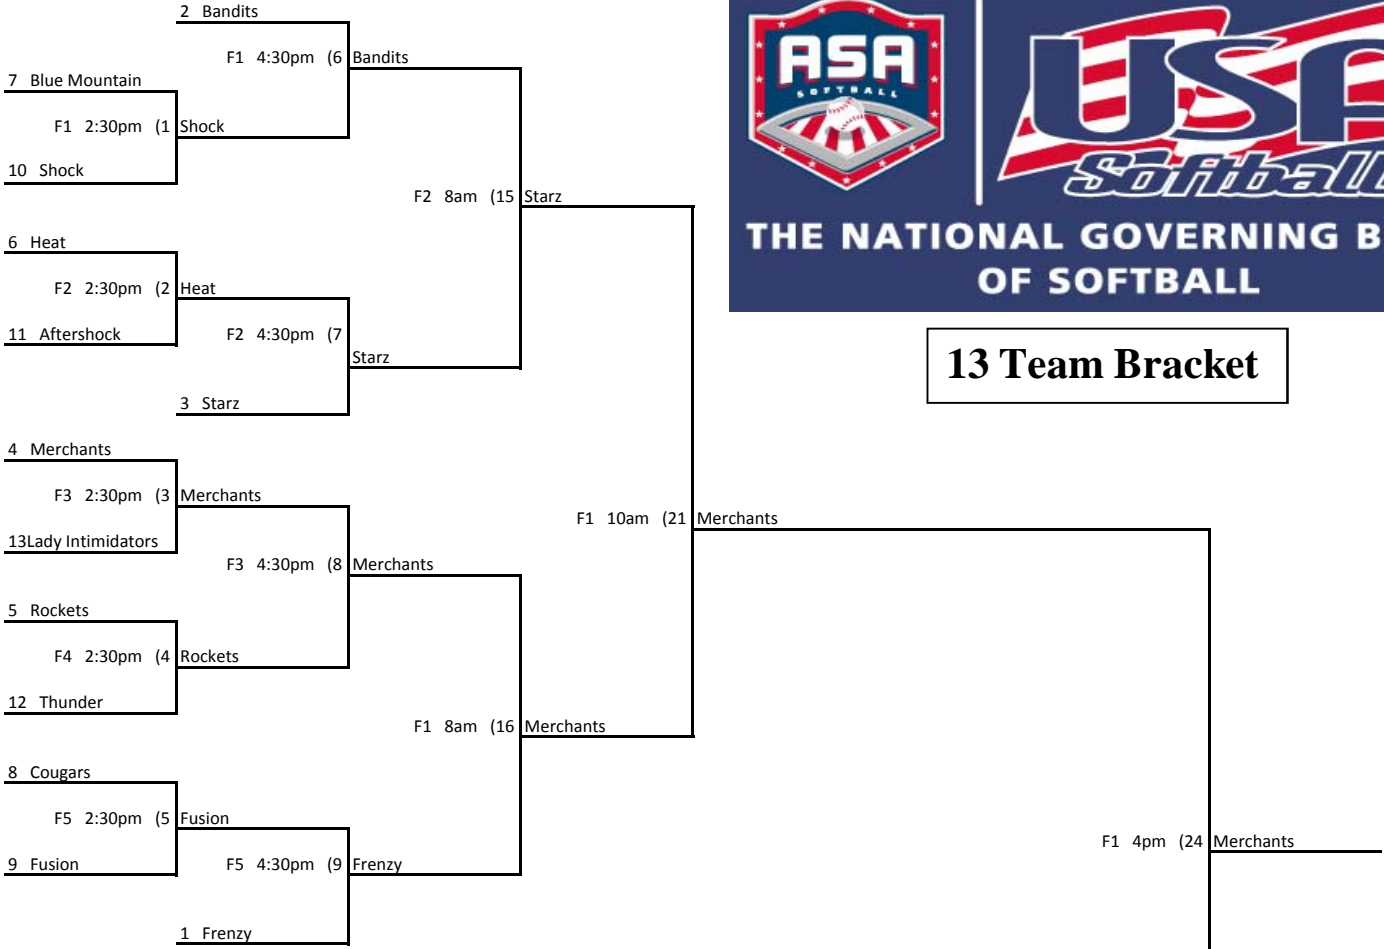 2 Bandits
F1 4:30pm (6 Bandits
7 Blue Mountain
F1 2:30pm (1 Shock
10 Shock
F2 8am (15 Starz
6 Heat
F2 2:30pm (2 Heat
11 Aftershock
F2 4:30pm (7
Starz
3 Starz
4 Merchants
F3 2:30pm (3 Merchants
13Lady Intimidators
F3 4:30pm (8 Merchants
5 Rockets
F4 2:30pm (4 Rockets
12 Thunder
F1 8am (16 Merchants
8 Cougars
F5 2:30pm (5 Fusion
9 Fusion
F5 4:30pm (9 Frenzy
1 Frenzy
F1 10am (21 Merchants
F1 4pm (24 Merchants
ASA
SOFTBALL
USA
Softball
THE NATIONAL GOVERNING B
OF SOFTBALL
13 Team Bracket